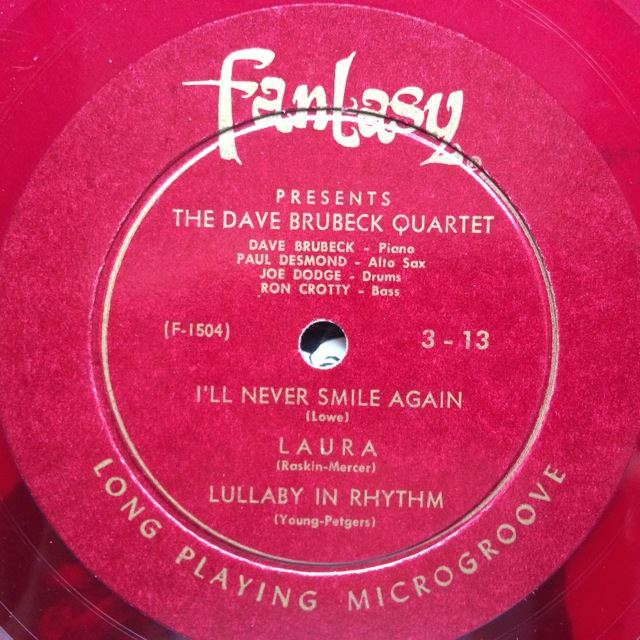 Fantasy
PRESENTS
THE DAVE BRUBECK QUARTET
DAVE BRUBECK - Piano
PAUL DESMOND - Alto Sax
JOE DODGE - Drums
RON CROTTY - Bass
(F-1504)
3 - 13
I'LL NEVER SMILE AGAIN
(Lowe)
LAURA
(Raskin-Mercer)
LULLABY IN RHYTHM
(Young-Petgers)
LONG PLAYING MICROGROOVE